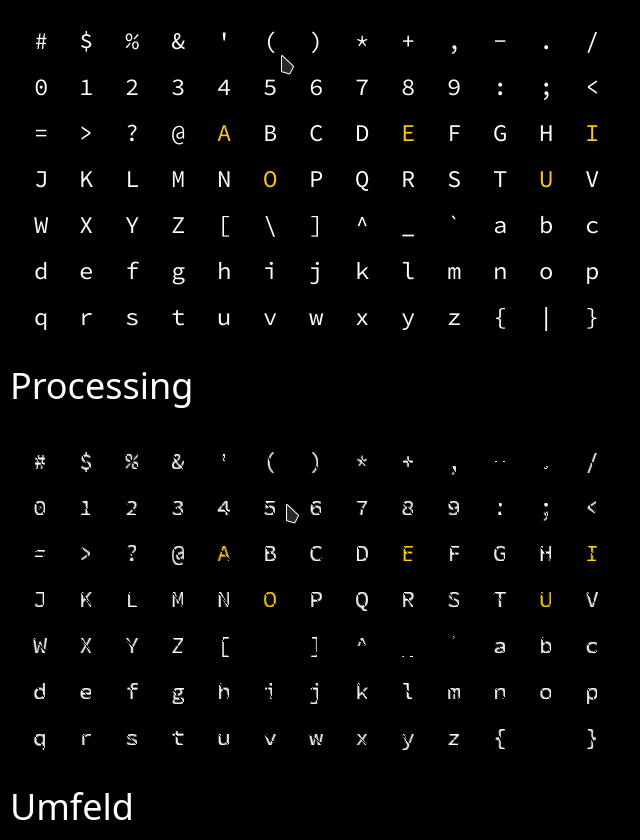 # $ % & ' ( ) * + , - . /
0 1 2 3 4 5 6 7 8 9 : ; <
= > ? @ A B C D E F G H I
J K L M N O P Q R S T U V
W X Y Z [ \ ] ^ _ ` a b c
d e f g h i j k l m n o p
q r s t u v w x y z { | }
Processing
# $ % & ' ( ) * + , - . /
0 1 2 3 4 5 6 7 8 9 : ; <
= > ? @ A B C D E F G H I
J K L M N O P Q R S T U V
W X Y Z [ ] ^ _ ` a b c
d e f g h i j k l m n o p
q r s t u v w x y z { }
Umfeld